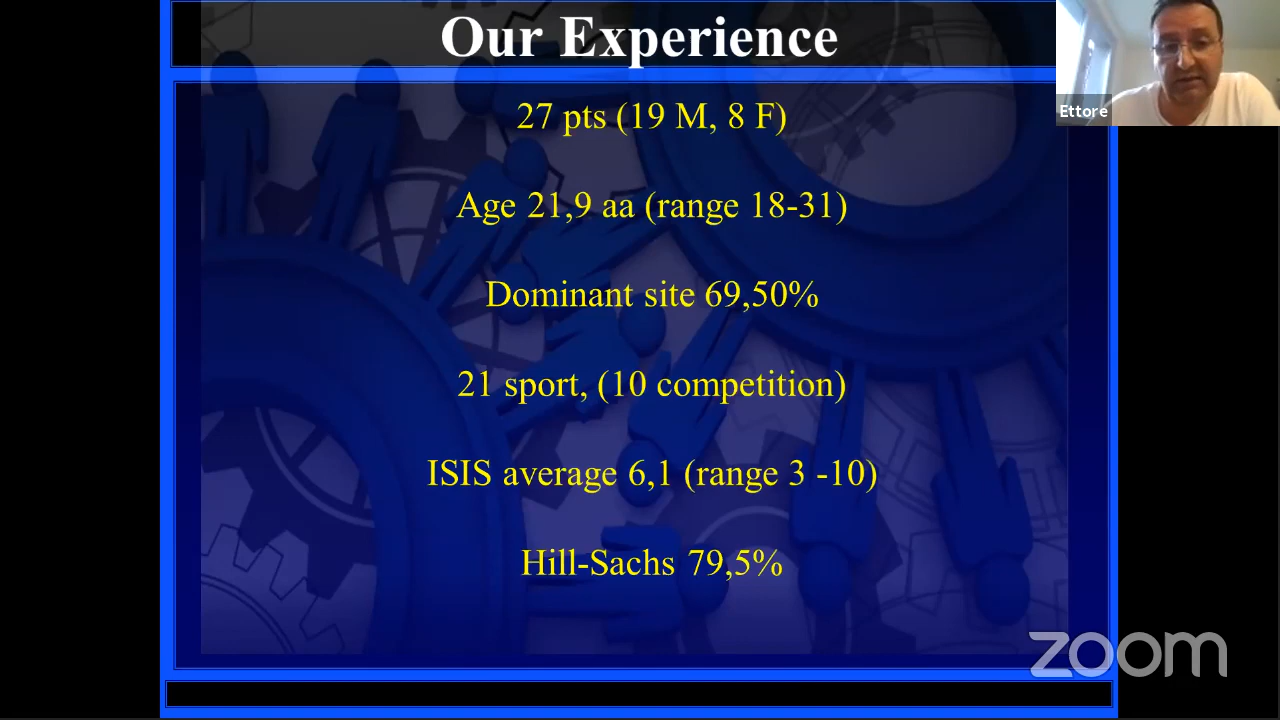 Our Experience
Ettore
27 pts (19 M, 8 F)
Age 21,9 aa (range 18-31)
Dominant site 69,50%
21 sport, (10 competition)
ISIS average 6,1 (range 3 -10)
Hill-Sachs 79,5%
zoom